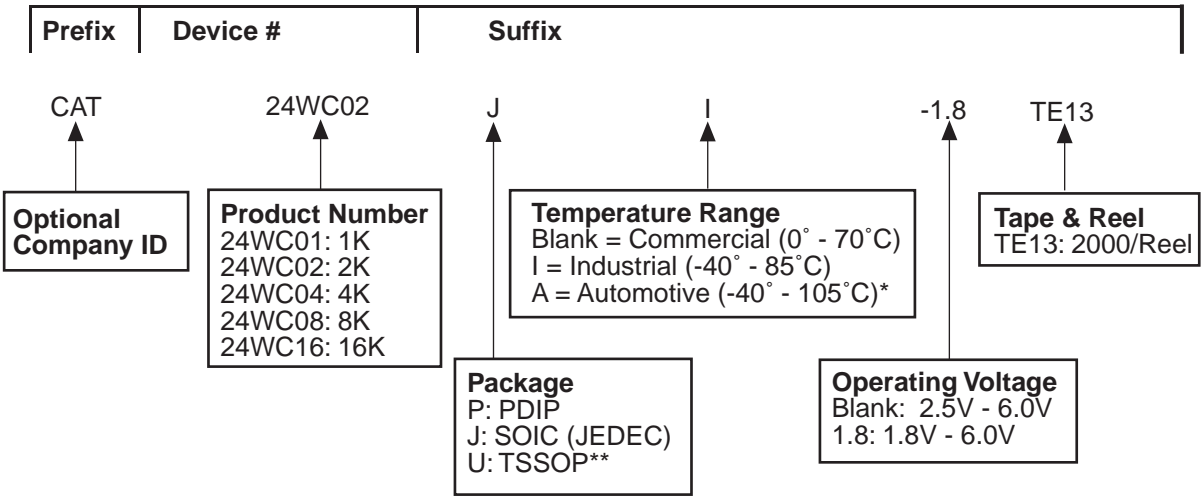 Prefix Device # Suffix
CAT 24WC02 J I -1.8 TE13
Optional
Company ID
Product Number
24WC01: 1K
24WC02: 2K
24WC04: 4K
24WC08: 8K
24WC16: 16K
Temperature Range
Blank = Commercial (0˚ - 70˚C)
I = Industrial (-40˚ - 85˚C)
A = Automotive (-40˚ - 105˚C)*
Tape & Reel
TE13: 2000/Reel
Package
P: PDIP
J: SOIC (JEDEC)
U: TSSOP**
Operating Voltage
Blank: 2.5V - 6.0V
1.8: 1.8V - 6.0V